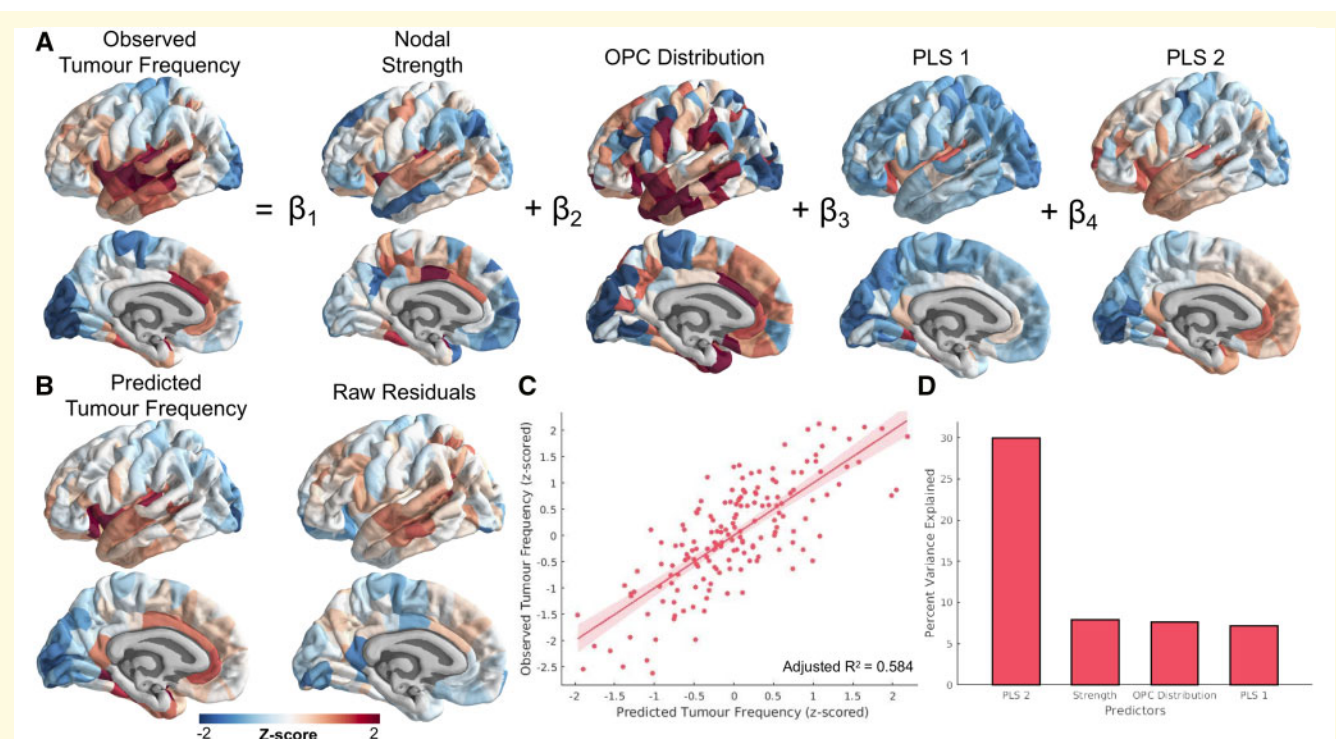 A
Observed
Tumour Frequency
Nodal
Strength
OPC Distribution
PLS 1
PLS 2
= β1
+ β2
+ β3
+ β4
B
Predicted
Tumour Frequency
Raw Residuals
-2
Z-score
2
C
Observed Tumour Frequency (z-scored)
2
1.5
1
0.5
0
-0.5
-1
-1.5
-2
-2.5
Adjusted R² = 0.584
-2 -1.5 -1 -0.5 0 0.5 1 1.5 2
Predicted Tumour Frequency (z-scored)
D
Percent Variance Explained
30
25
20
15
10
5
0
PLS 2 Strength OPC Distribution PLS 1
Predictors